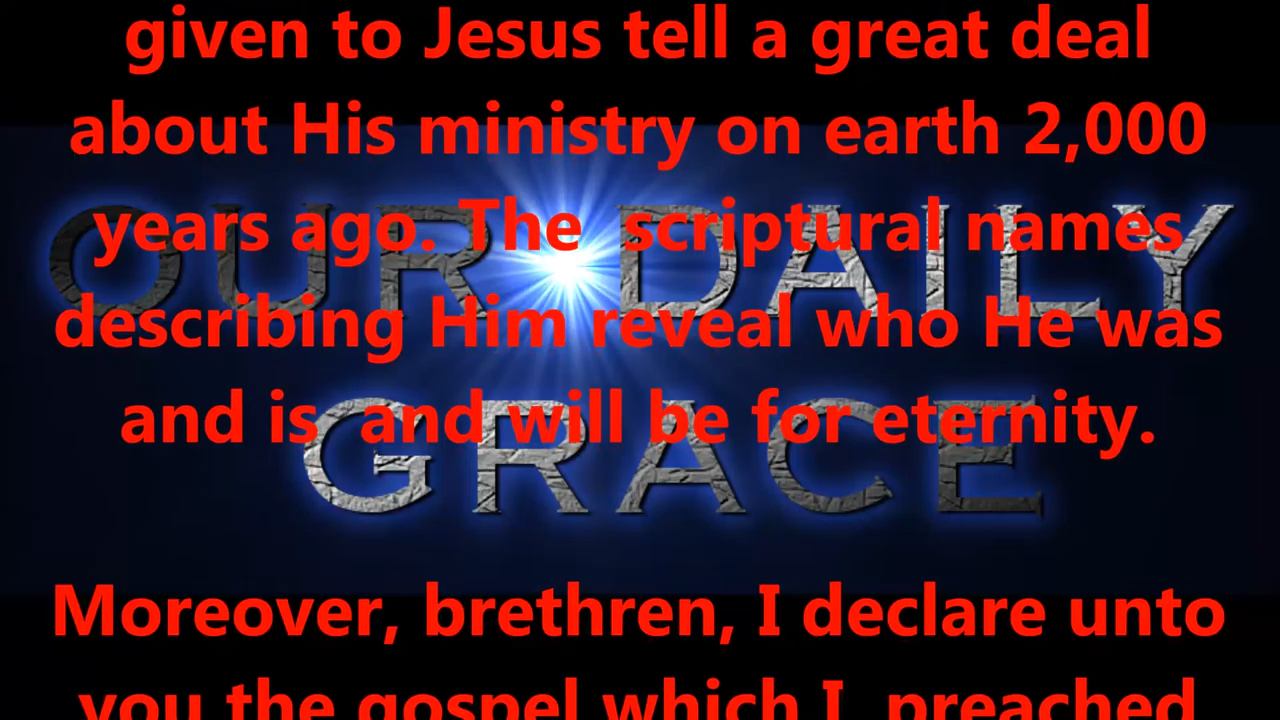 given to Jesus tell a great deal
about His ministry on earth 2,000
years ago. The scriptural names
OUR DAILY
describing Him reveal who He was
and is and will be for eternity.
GRACE
Moreover, brethren, I declare unto
you the gospel which I preached